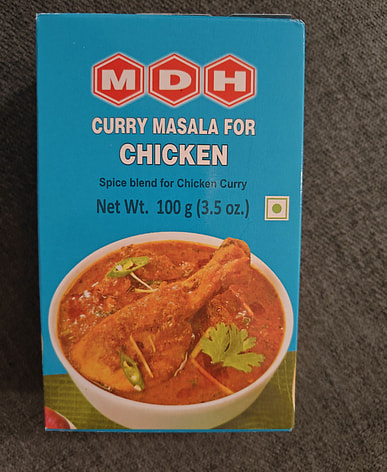 MDH
CURRY MASALA FOR
CHICKEN
Spice blend for Chicken Curry
Net Wt. 100 g (3.5 oz.)